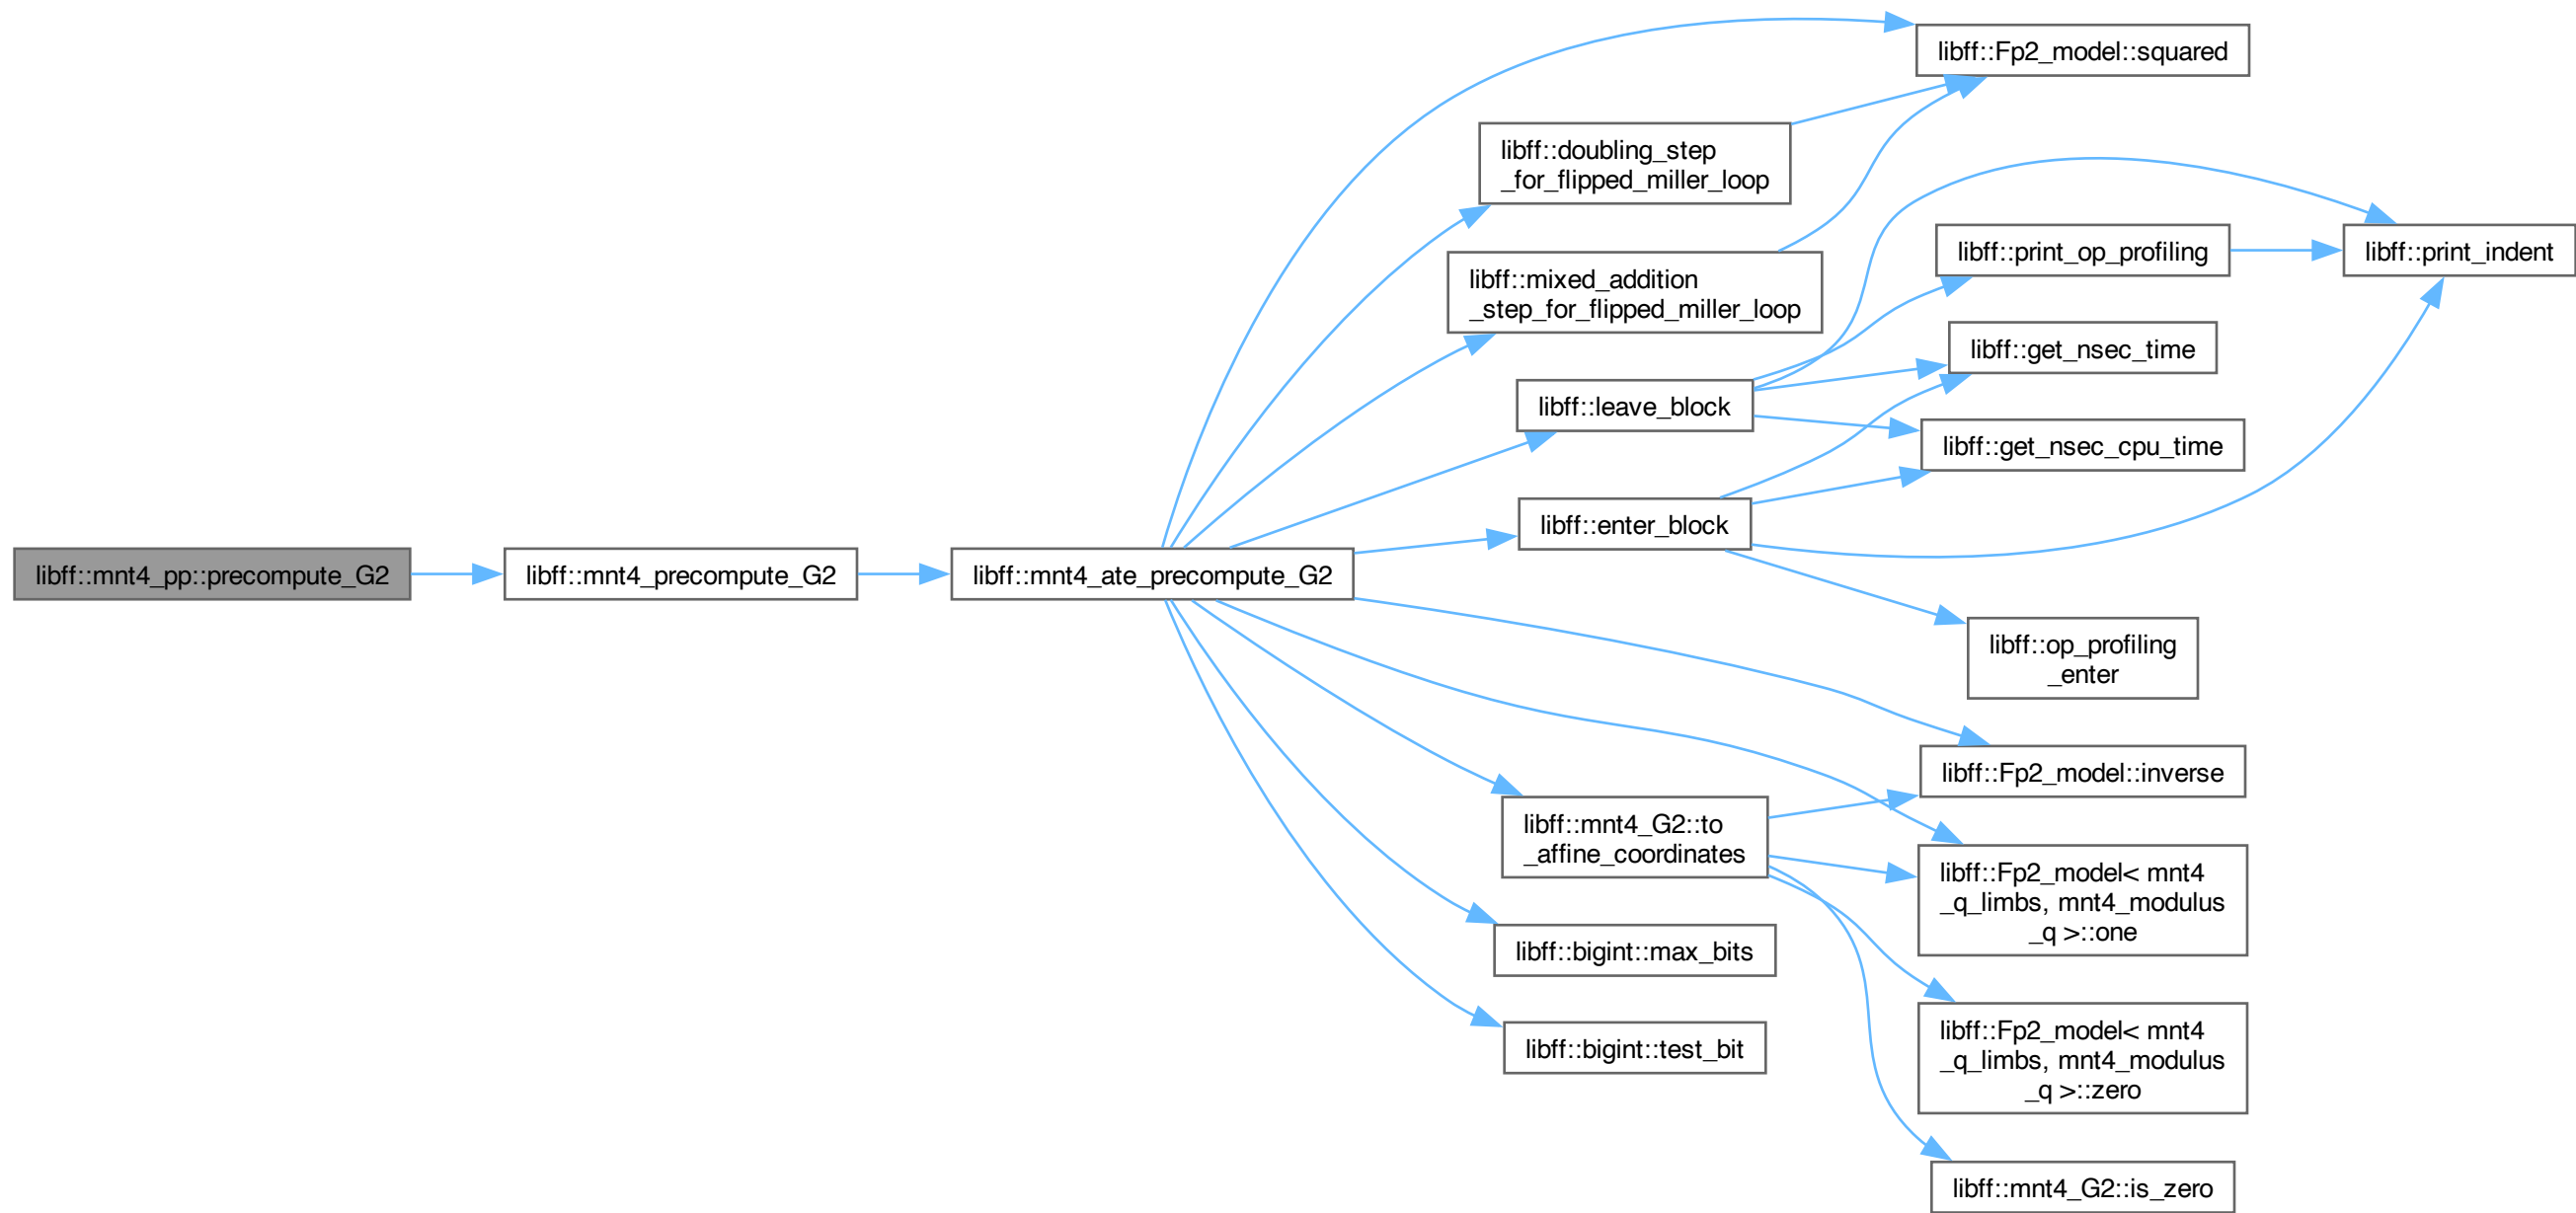 libff::mnt4_pp::precompute_G2
libff::mnt4_precompute_G2
libff::mnt4_ate_precompute_G2
libff::Fp2_model::squared
libff::doubling_step
_for_flipped_miller_loop
libff::mixed_addition
_step_for_flipped_miller_loop
libff::leave_block
libff::enter_block
libff::print_op_profiling
libff::print_indent
libff::get_nsec_time
libff::get_nsec_cpu_time
libff::op_profiling
_enter
libff::Fp2_model::inverse
libff::mnt4_G2::to
_affine_coordinates
libff::Fp2_model< mnt4
_q_limbs, mnt4_modulus
_q >::one
libff::bigint::max_bits
libff::bigint::test_bit
libff::Fp2_model< mnt4
_q_limbs, mnt4_modulus
_q >::zero
libff::mnt4_G2::is_zero